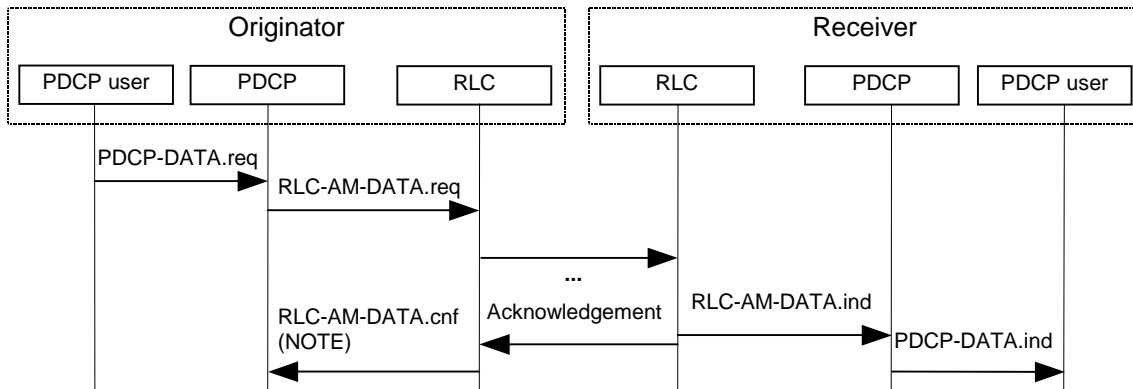 Originator
Receiver
PDCP user
PDCP
RLC
RLC
PDCP
PDCP user
PDCP-DATA.req
RLC-AM-DATA.req
...
RLC-AM-DATA.cnf
(NOTE)
Acknowledgement
RLC-AM-DATA.ind
PDCP-DATA.ind